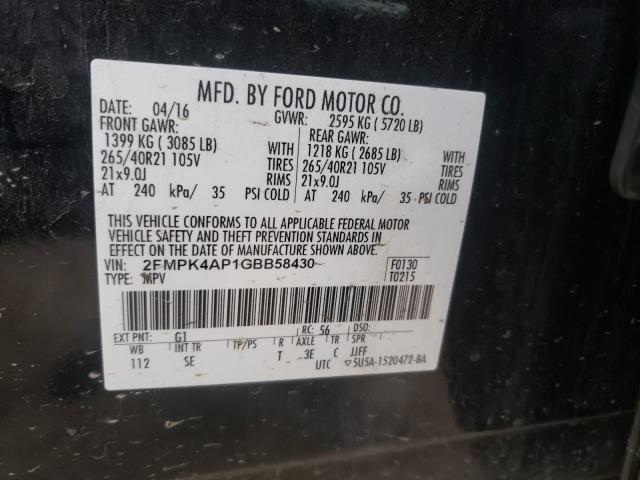 MFD. BY FORD MOTOR CO.
DATE: 04/16 GVWR: 2595 KG ( 5720 LB)
FRONT GAWR: REAR GAWR:
1399 KG ( 3085 LB) WITH 1218 KG ( 2685 LB) WITH
265/40R21 105V TIRES 265/40R21 105V TIRES
21x9.0J RIMS 21x9.0J RIMS
AT 240 kPa/ 35 PSI COLD AT 240 kPa/ 35 PSI COLD
THIS VEHICLE CONFORMS TO ALL APPLICABLE FEDERAL MOTOR
VEHICLE SAFETY AND THEFT PREVENTION STANDARDS IN
EFFECT ON THE DATE OF MANUFACTURE SHOWN ABOVE.
VIN: 2FMPK4AP1GBB58430 F0130
TYPE: MPV T0215
EXT PNT: G1 RC: 56 DSO:
WB INT TR TP/PS R AXLE TR SPR
112 SE T 3E C JJFF
UTC ▽5U5A-1520472-BA